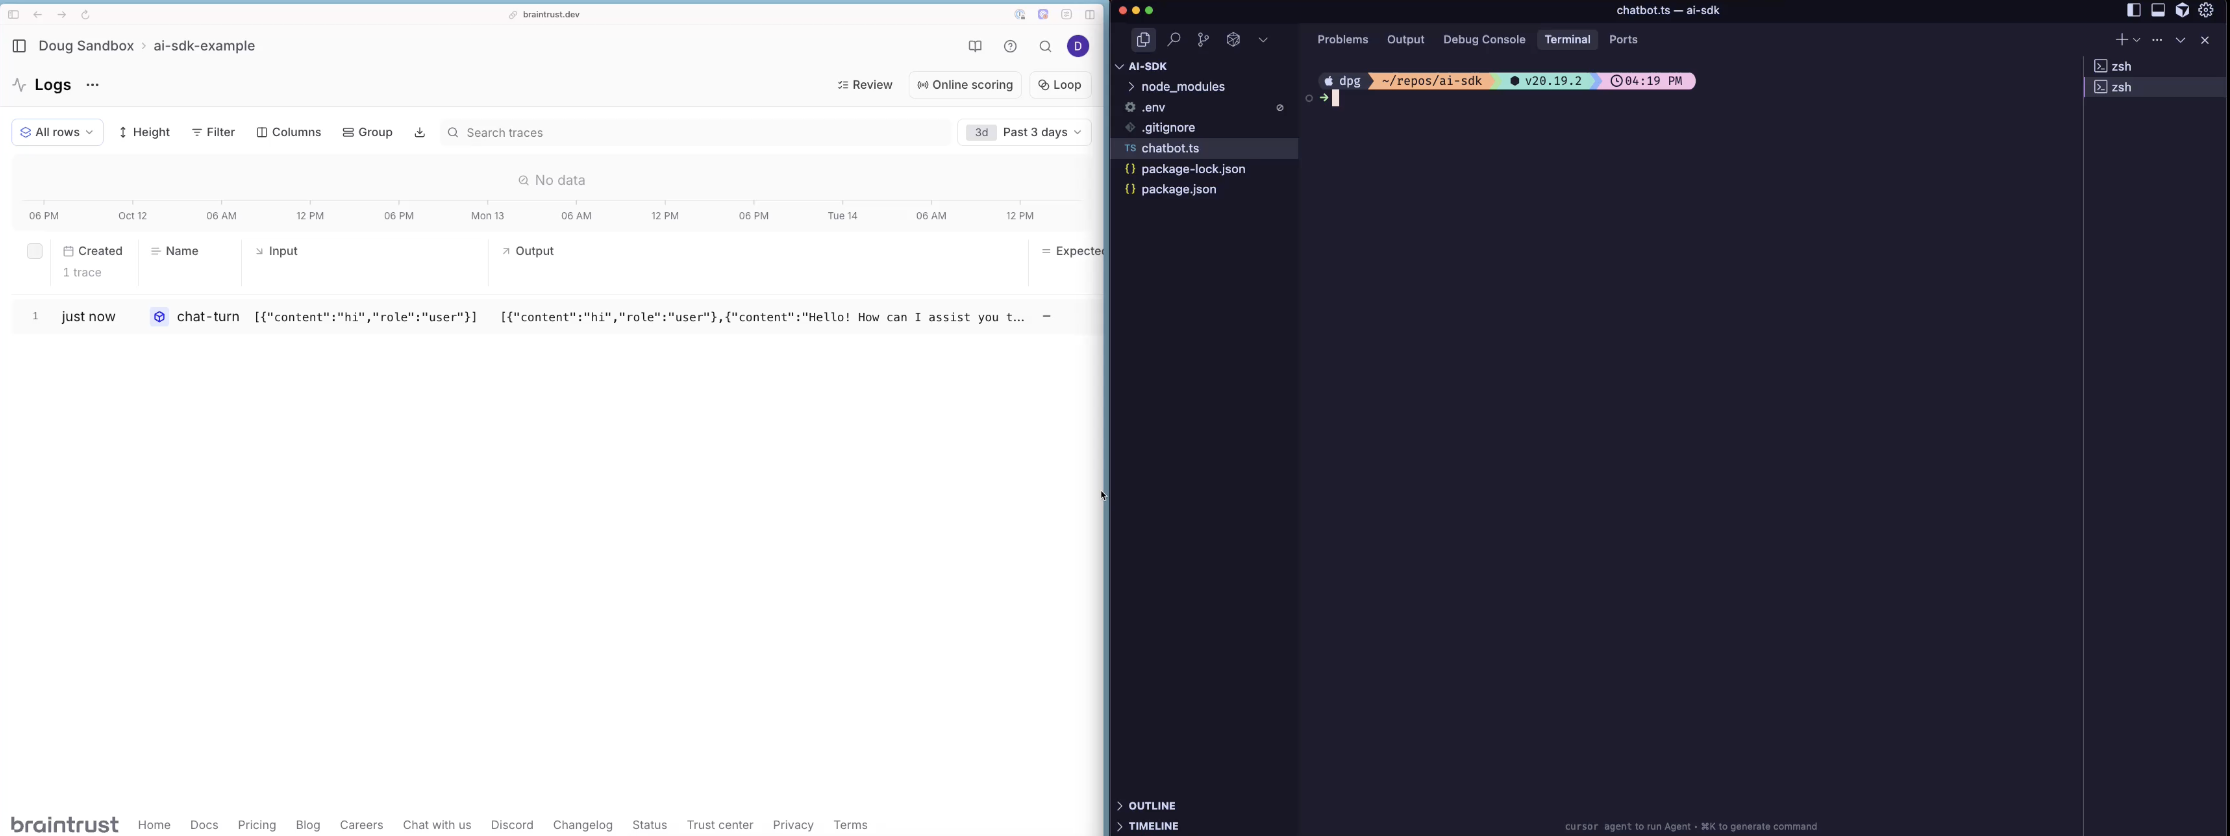 braintrust.dev
Doug Sandbox › ai-sdk-example
D
Logs ...
Review
Online scoring
Loop
All rows
Height
Filter
Columns
Group
Search traces
3d Past 3 days
No data
06 PM Oct 12 06 AM 12 PM 06 PM Mon 13 06 AM 12 PM 06 PM Tue 14 06 AM 12 PM
Created Name Input Output Expected
1 trace
1 just now chat-turn [{"content":"hi","role":"user"}] [{"content":"hi","role":"user"},{"content":"Hello! How can I assist you t... –
braintrust Home Docs Pricing Blog Careers Chat with us Discord Changelog Status Trust center Privacy Terms
chatbot.ts — ai-sdk
AI-SDK
node_modules
.env
.gitignore
TS chatbot.ts
{} package-lock.json
{} package.json
OUTLINE
TIMELINE
Problems Output Debug Console Terminal Ports
dpg ~/repos/ai-sdk v20.19.2 04:19 PM
zsh
zsh
cursor agent to run Agent • ⌘K to generate command